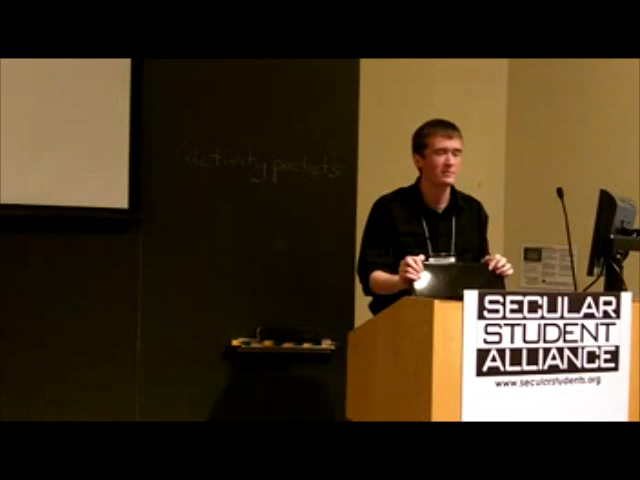 activity packets
SECULAR
STUDENT
ALLIANCE
www.secularstudents.org